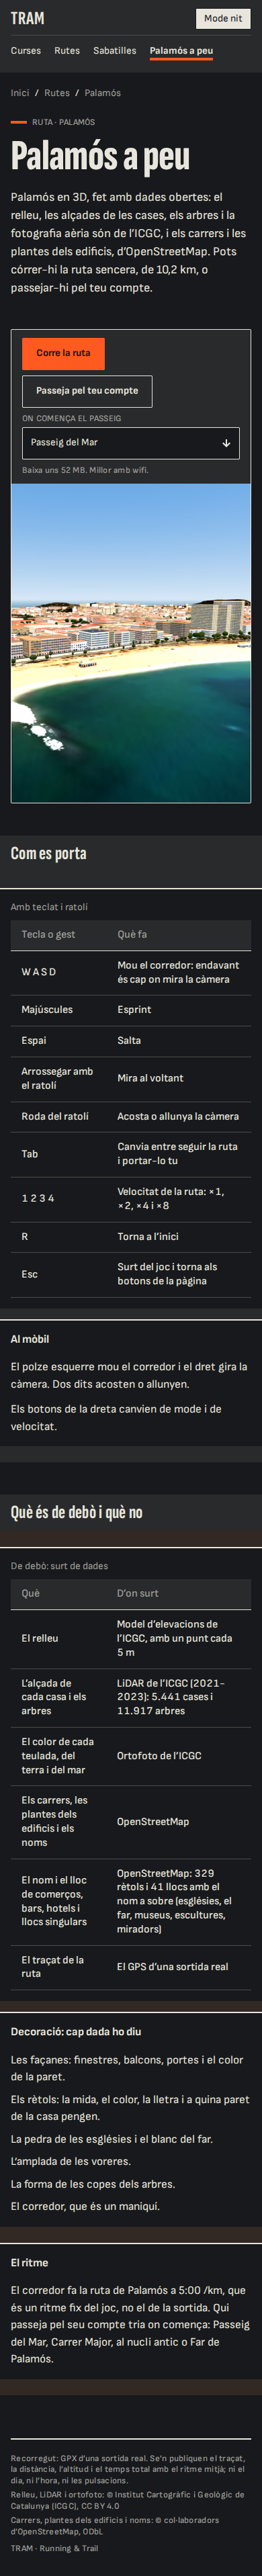 TRAM
Mode nit
Curses Rutes Sabatilles Palamós a peu
Inici / Rutes / Palamós
RUTA · PALAMÓS
Palamós a peu
Palamós en 3D, fet amb dades obertes: el
relleu, les alçades de les cases, els arbres i la
fotografia aèria són de l’ICGC, i els carrers i les
plantes dels edificis, d’OpenStreetMap. Pots
córrer-hi la ruta sencera, de 10,2 km, o
passejar-hi pel teu compte.
Corre la ruta
Passeja pel teu compte
ON COMENÇA EL PASSEIG
Passeig del Mar
Baixa uns 52 MB. Millor amb wifi.
Com es porta
Amb teclat i ratolí
Tecla o gest Què fa
W A S D Mou el corredor: endavant
és cap on mira la càmera
Majúscules Esprint
Espai Salta
Arrossegar amb
el ratolí Mira al voltant
Roda del ratolí Acosta o allunya la càmera
Tab Canvia entre seguir la ruta
i portar-lo tu
1 2 3 4 Velocitat de la ruta: ×1,
×2, ×4 i ×8
R Torna a l’inici
Esc Surt del joc i torna als
botons de la pàgina
Al mòbil
El polze esquerre mou el corredor i el dret gira la
càmera. Dos dits acosten o allunyen.
Els botons de la dreta canvien de mode i de
velocitat.
Què és de debò i què no
De debò: surt de dades
Què D’on surt
El relleu Model d’elevacions de
l’ICGC, amb un punt cada
5 m
L’alçada de
cada casa i els
arbres LiDAR de l’ICGC (2021-
2023): 5.441 cases i
11.917 arbres
El color de cada
teulada, del
terra i del mar Ortofoto de l’ICGC
Els carrers, les
plantes dels
edificis i els
noms OpenStreetMap
El nom i el lloc
de comerços,
bars, hotels i
llocs singulars OpenStreetMap: 329
rètols i 41 llocs amb el
nom a sobre (esglésies, el
far, museus, escultures,
miradors)
El traçat de la
ruta El GPS d’una sortida real
Decoració: cap dada ho diu
Les façanes: finestres, balcons, portes i el color
de la paret.
Els rètols: la mida, el color, la lletra i a quina paret
de la casa pengen.
La pedra de les esglésies i el blanc del far.
L’amplada de les voreres.
La forma de les copes dels arbres.
El corredor, que és un maniquí.
El ritme
El corredor fa la ruta de Palamós a 5:00 /km, que
és un ritme fix del joc, no el de la sortida. Qui
passeja pel seu compte tria on comença: Passeig
del Mar, Carrer Major, al nucli antic o Far de
Palamós.
Recorregut: GPX d’una sortida real. Se’n publiquen el traçat,
la distància, l’altitud i el temps total amb el ritme mitjà; ni el
dia, ni l’hora, ni les pulsacions.
Relleu, LiDAR i ortofoto: © Institut Cartogràfic i Geològic de
Catalunya (ICGC), CC BY 4.0
Carrers, plantes dels edificis i noms: © col·laboradors
d’OpenStreetMap, ODbL
TRAM · Running & Trail